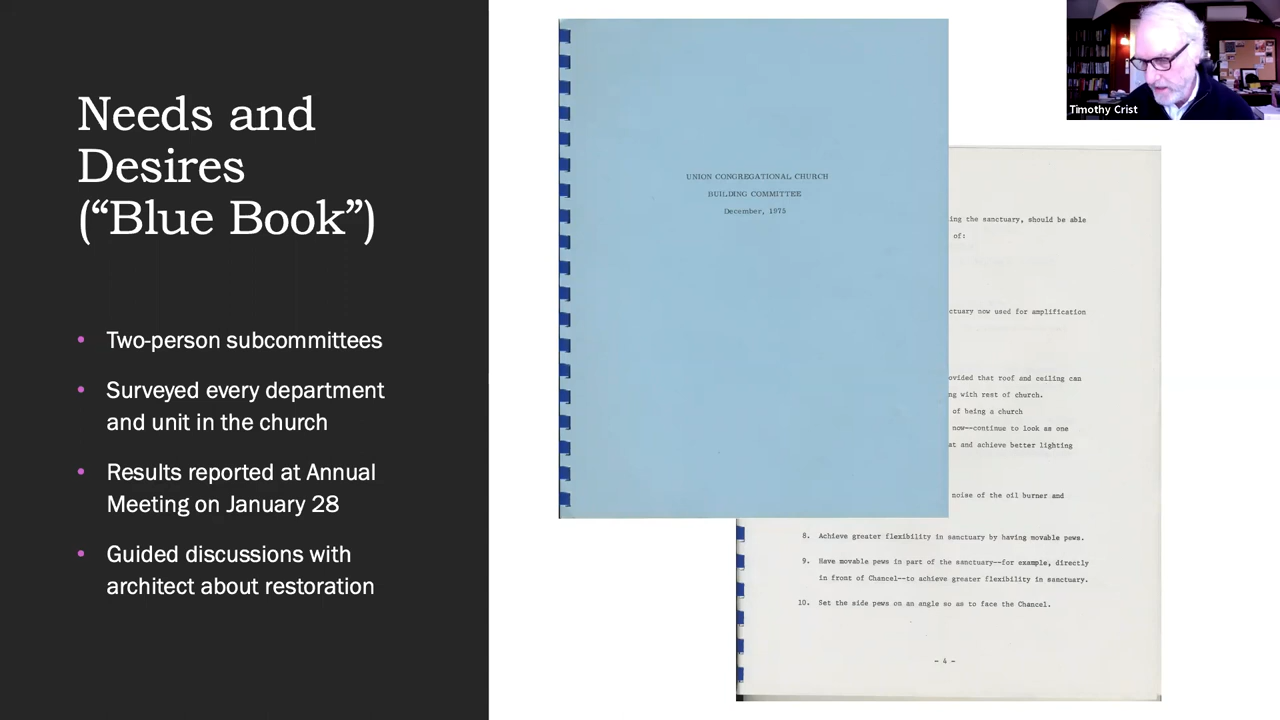 Needs and
Desires
(“Blue Book”)
• Two-person subcommittees
• Surveyed every department
and unit in the church
• Results reported at Annual
Meeting on January 28
• Guided discussions with
architect about restoration
UNION CONGREGATIONAL CHURCH
BUILDING COMMITTEE
December, 1975
Timothy Crist
ing the sanctuary, should be able
of:
ctuary now used for amplification
ovided that roof and ceiling can
ng with rest of church.
of being a church
now--continue to look as one
at and achieve better lighting
noise of the oil burner and
8. Achieve greater flexibility in sanctuary by having movable pews.
9. Have movable pews in part of the sanctuary--for example, directly
in front of Chancel--to achieve greater flexibility in sanctuary.
10. Set the side pews on an angle so as to face the Chancel.
- 4 -